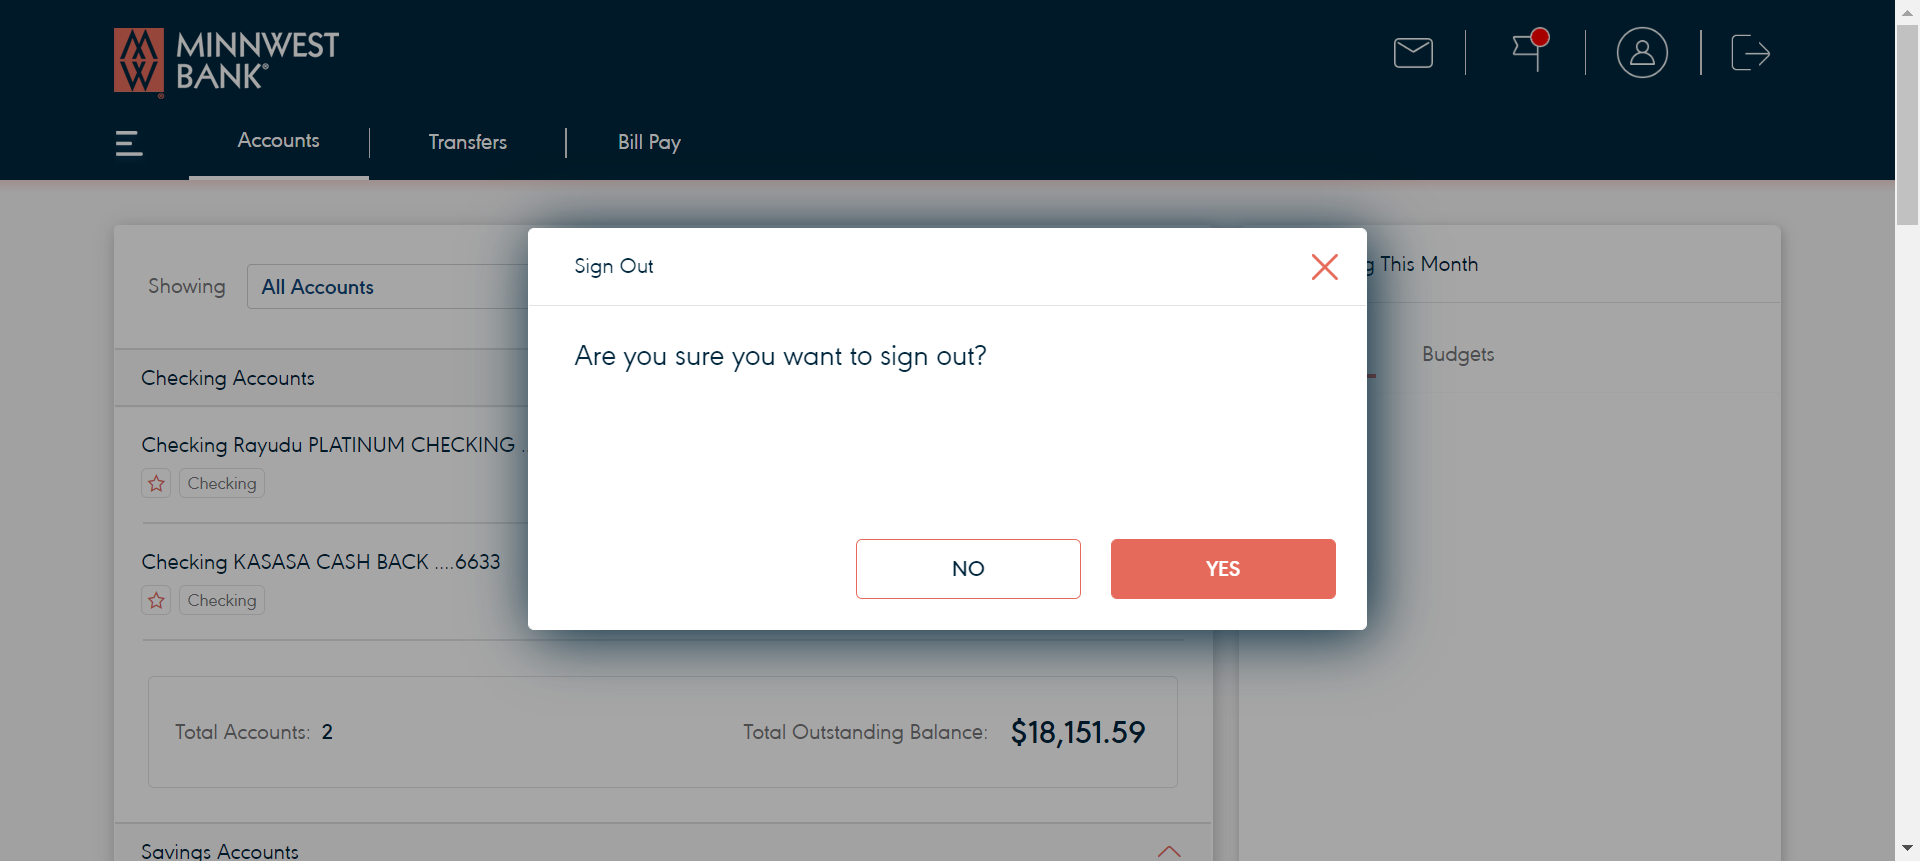 MINNWEST
BANK®
Accounts
Transfers
Bill Pay
Showing
All Accounts
Checking Accounts
Checking Rayudu PLATINUM CHECKING
Checking
Checking KASASA CASH BACK ....6633
Checking
Total Accounts: 2
Total Outstanding Balance: $18,151.59
Savings Accounts
Sign Out
Are you sure you want to sign out?
NO
YES
This Month
Budgets